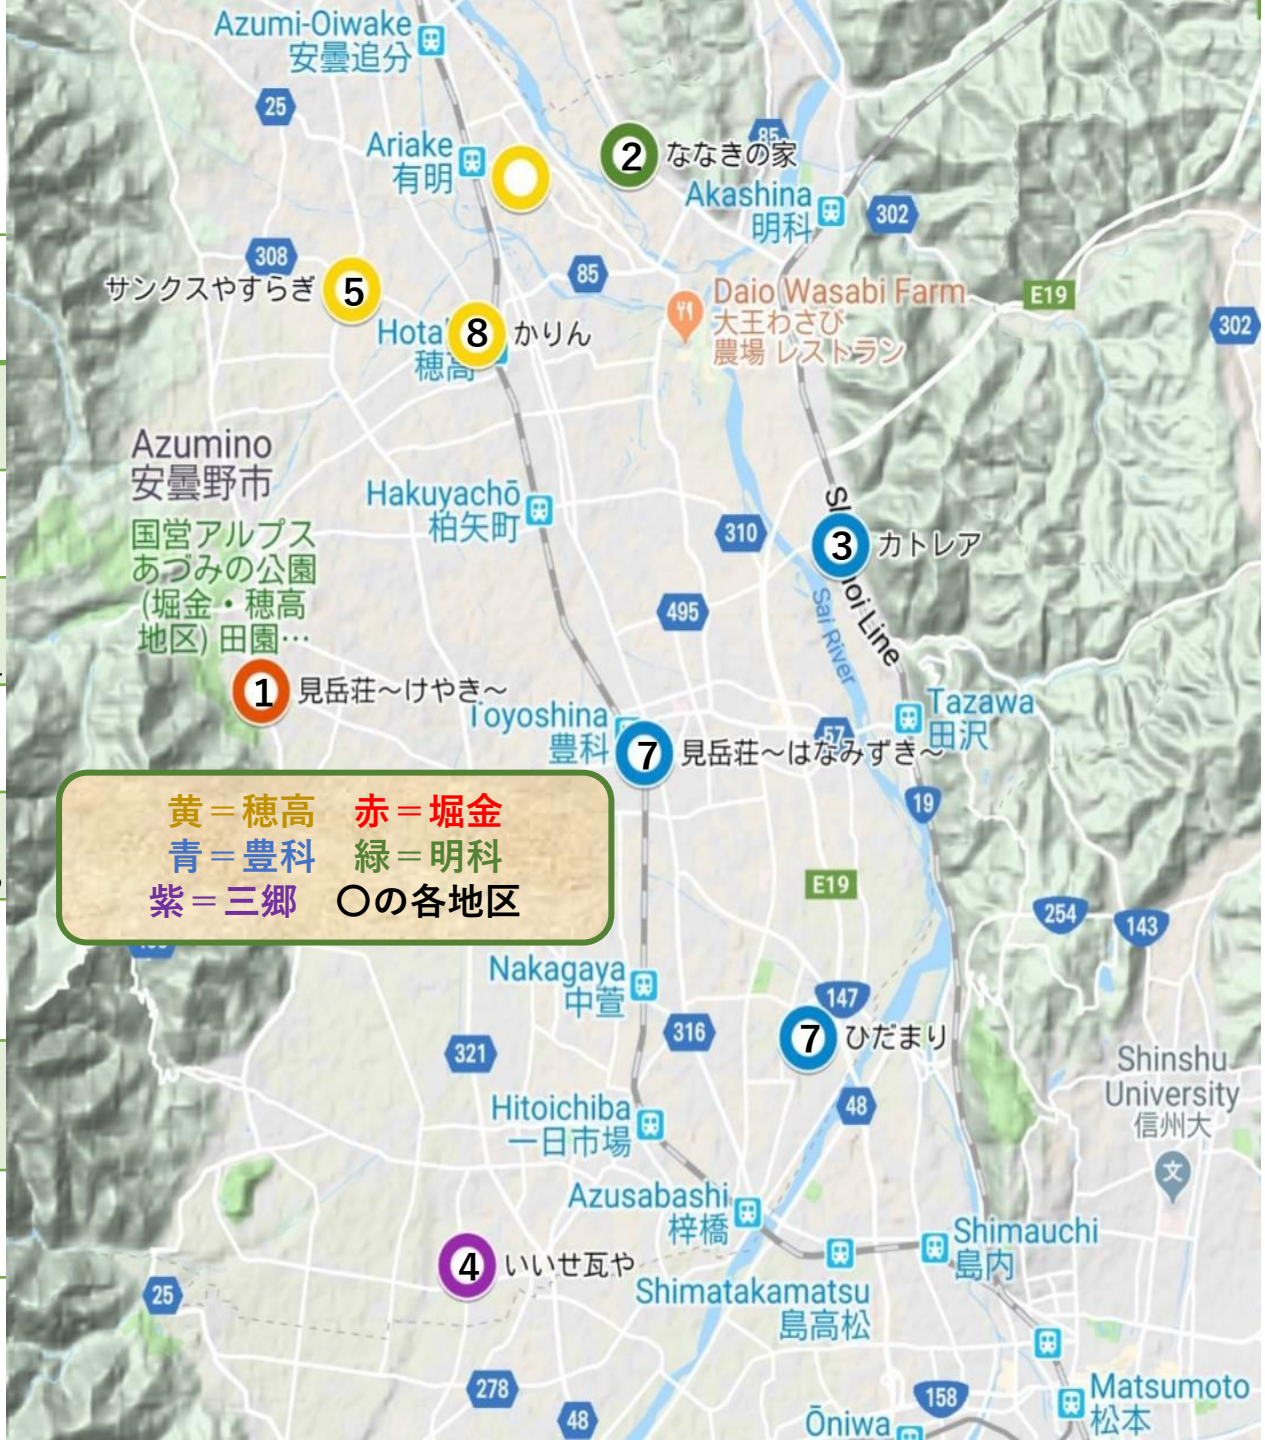 Azumi-Oiwake
安曇追分
25
Ariake
有明
2
ななきの家
85
Akashina
明科
302
308
サンクスやすらぎ
5
85
Daio Wasabi Farm
大王わさび
農場 レストラン
E19
302
Hota
8
かりん
穂高
Azumino
安曇野市
Hakuyachō
柏矢町
国営アルプス
あづみの公園
(堀金・穂高
地区) 田園…
310
3
カトレア
495
Sai River
oi Line
1
見岳荘～けやき～
Toyoshina
豊科
7
見岳荘～はなみずき～
57
Tazawa
田沢
19
黄＝穂高 赤＝堀金
青＝豊科 緑＝明科
紫＝三郷 〇の各地区
E19
254
143
Nakagaya
中萱
147
316
7
ひだまり
321
48
Shinshu
University
信州大
Hitoichiba
一日市場
Azusabashi
梓橋
Shimauchi
島内
4
いいせ瓦や
Shimatakamatsu
島高松
25
278
48
158
Matsumoto
松本
Ōniwa